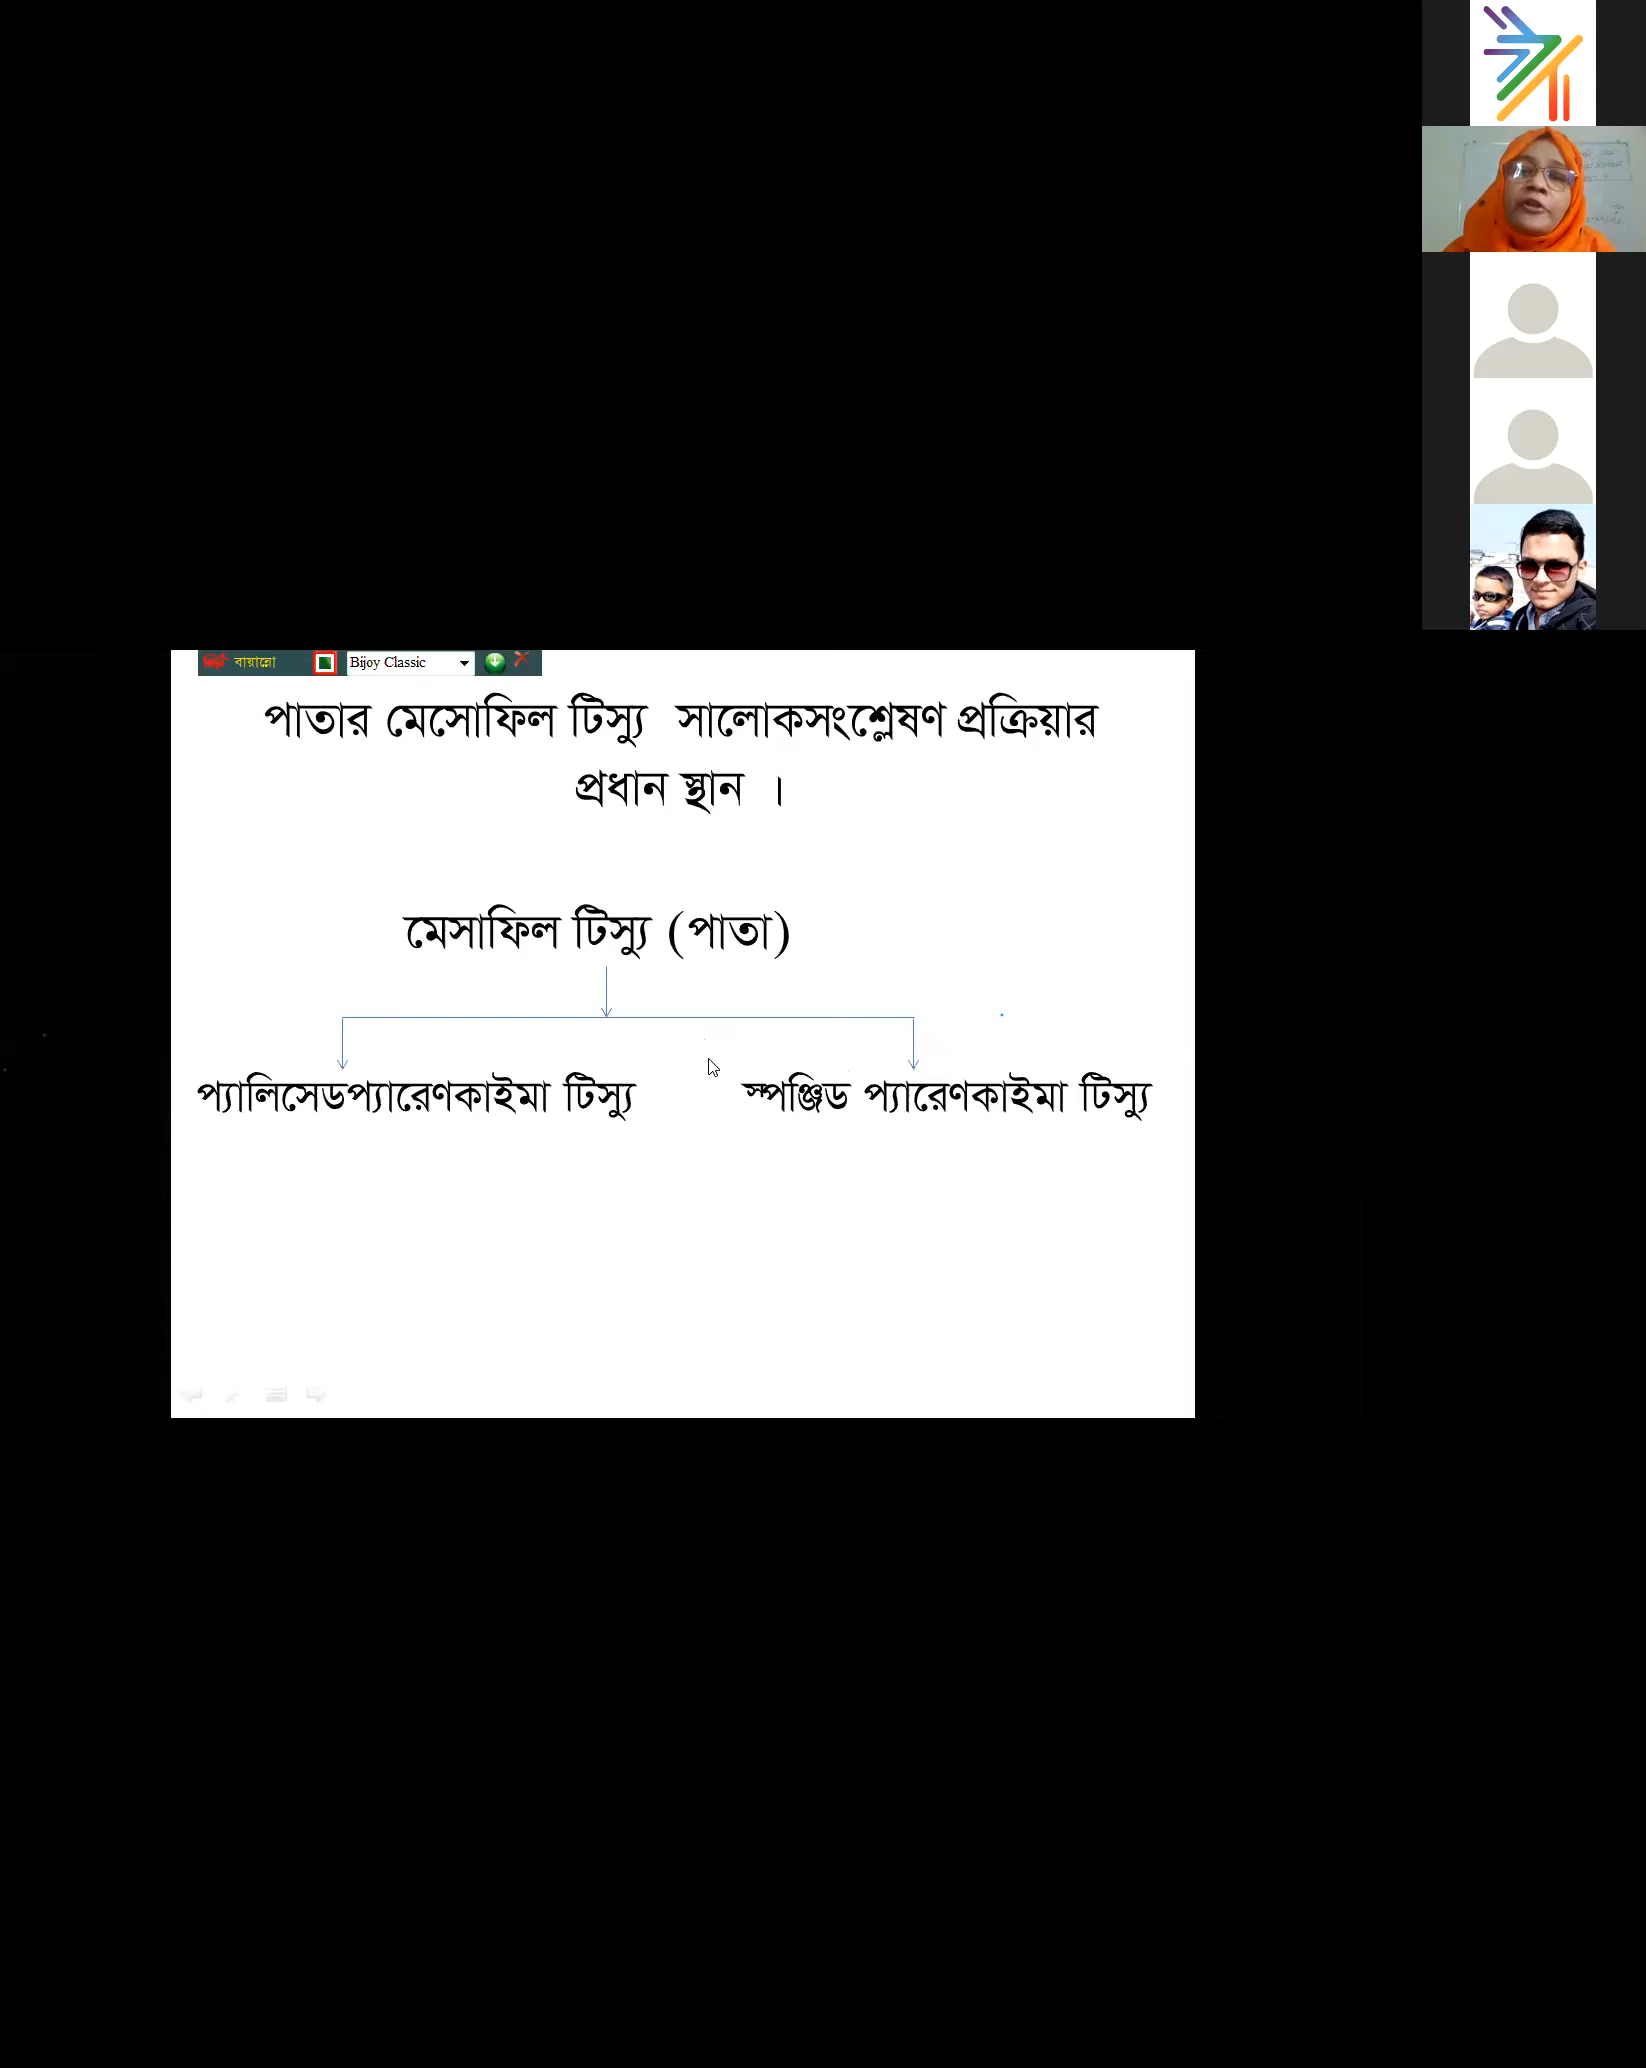 বায়ান্নো
Bijoy Classic
পাতার মেসোফিল টিস্যু সালোকসংশ্লেষণ প্রক্রিয়ার
প্রধান স্থান ।
মেসাফিল টিস্যু (পাতা)
প্যালিসেডপ্যারেণকাইমা টিস্যু
স্পঞ্জিড প্যারেণকাইমা টিস্যু